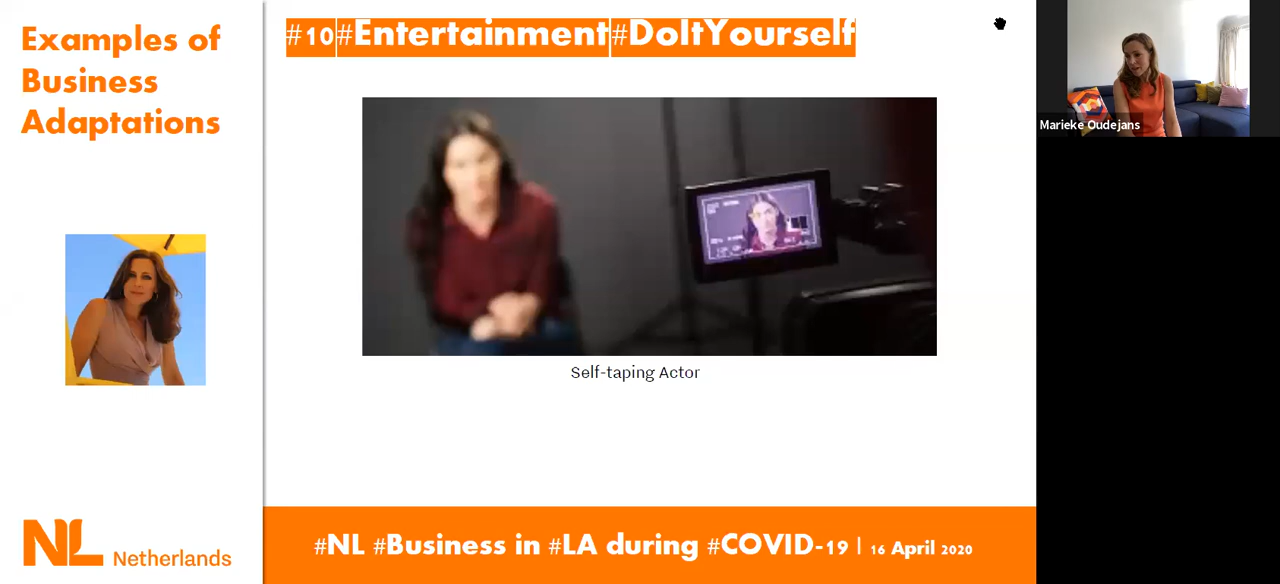 Examples of
Business
Adaptations
#10#Entertainment#DoItYourself
Self-taping Actor
Marieke Oudejans
NL Netherlands
#NL #Business in #LA during #COVID-19 | 16 April 2020